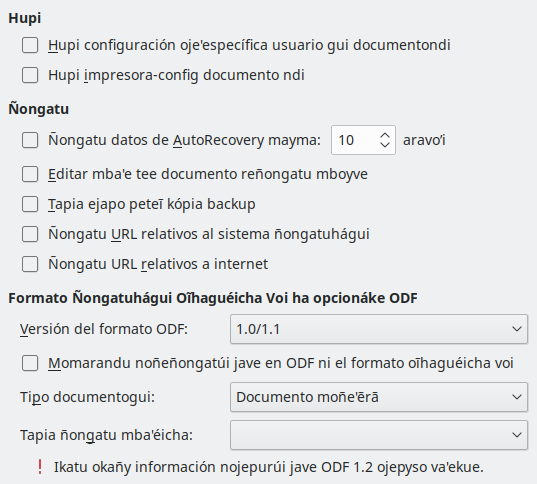 Hupi
Hupi configuración oje'específica usuario gui documentondi
Hupi impresora-config documento ndi
Ñongatu
Ñongatu datos de AutoRecovery mayma: 10 aravo’i
Editar mba'e tee documento reñongatu mboyve
Tapia ejapo peteĩ kópia backup
Ñongatu URL relativos al sistema ñongatuhágui
Ñongatu URL relativos a internet
Formato Ñongatuhágui Oĩhaguéicha Voi ha opcionáke ODF
Versión del formato ODF: 1.0/1.1
Momarandu noñeñongatúi jave en ODF ni el formato oĩhaguéicha voi
Tipo documentogui: Documento moñe'ẽrã
Tapia ñongatu mba'éicha:
Ikatu okañy información nojepurúi jave ODF 1.2 ojepyso va'ekue.